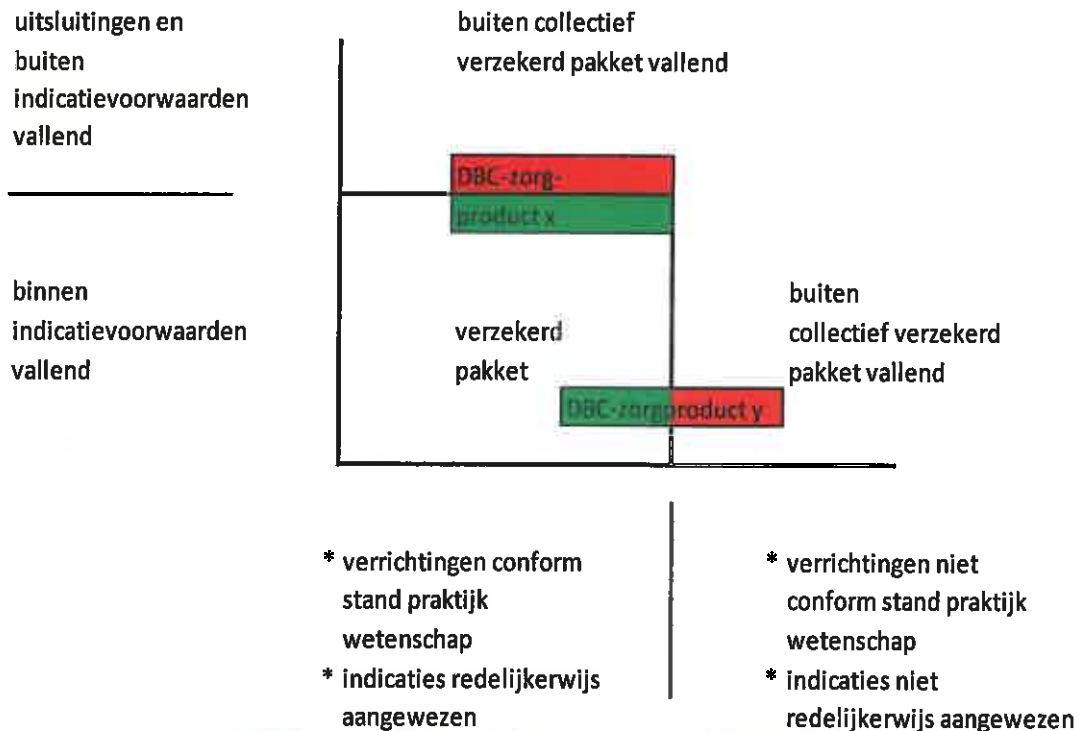 uitsluitingen en
buiten
indicatievoorwaarden
vallend
buiten collectief
verzekerd pakket vallend
DBC-zorg-
product x
binnen
indicatievoorwaarden
vallend
verzekerd
pakket
buiten
collectief verzekerd
pakket vallend
DBC-zorgproduct y
* verrichtingen conform
stand praktijk
wetenschap
* indicaties redelijkerwijs
aangewezen
* verrichtingen niet
conform stand praktijk
wetenschap
* indicaties niet
redelijkerwijs aangewezen